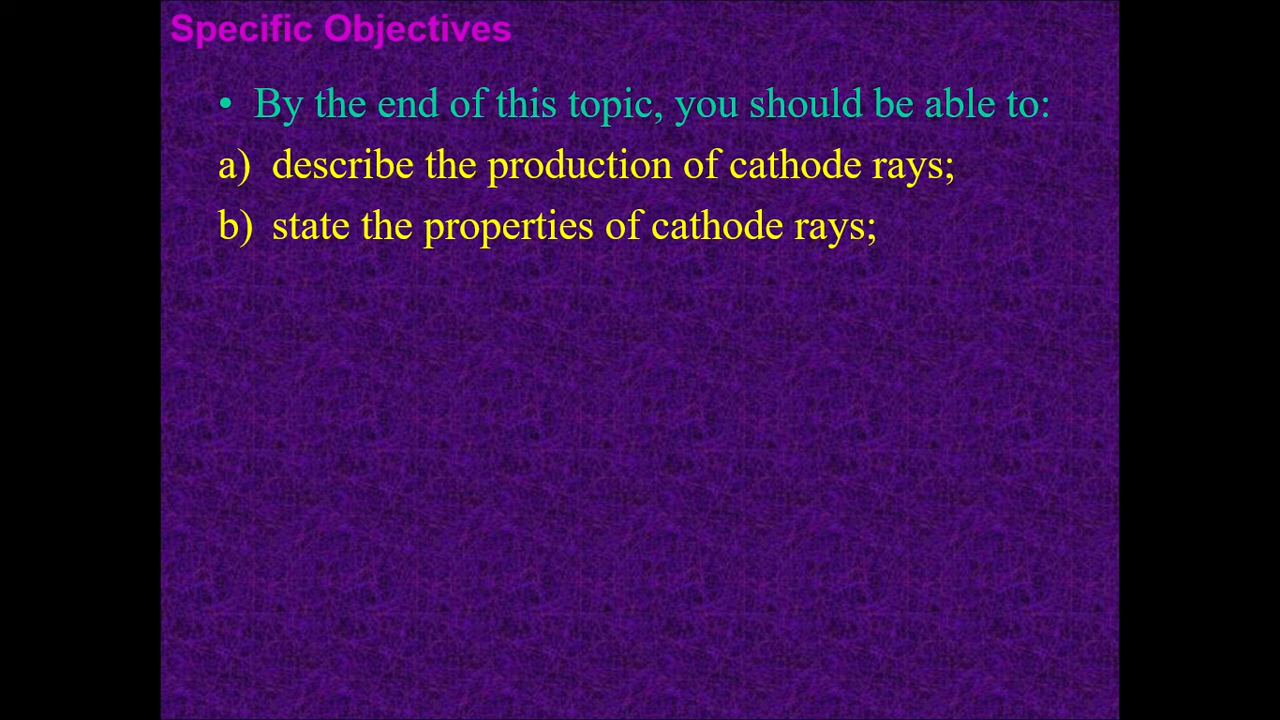 Specific Objectives
• By the end of this topic, you should be able to:
a) describe the production of cathode rays;
b) state the properties of cathode rays;